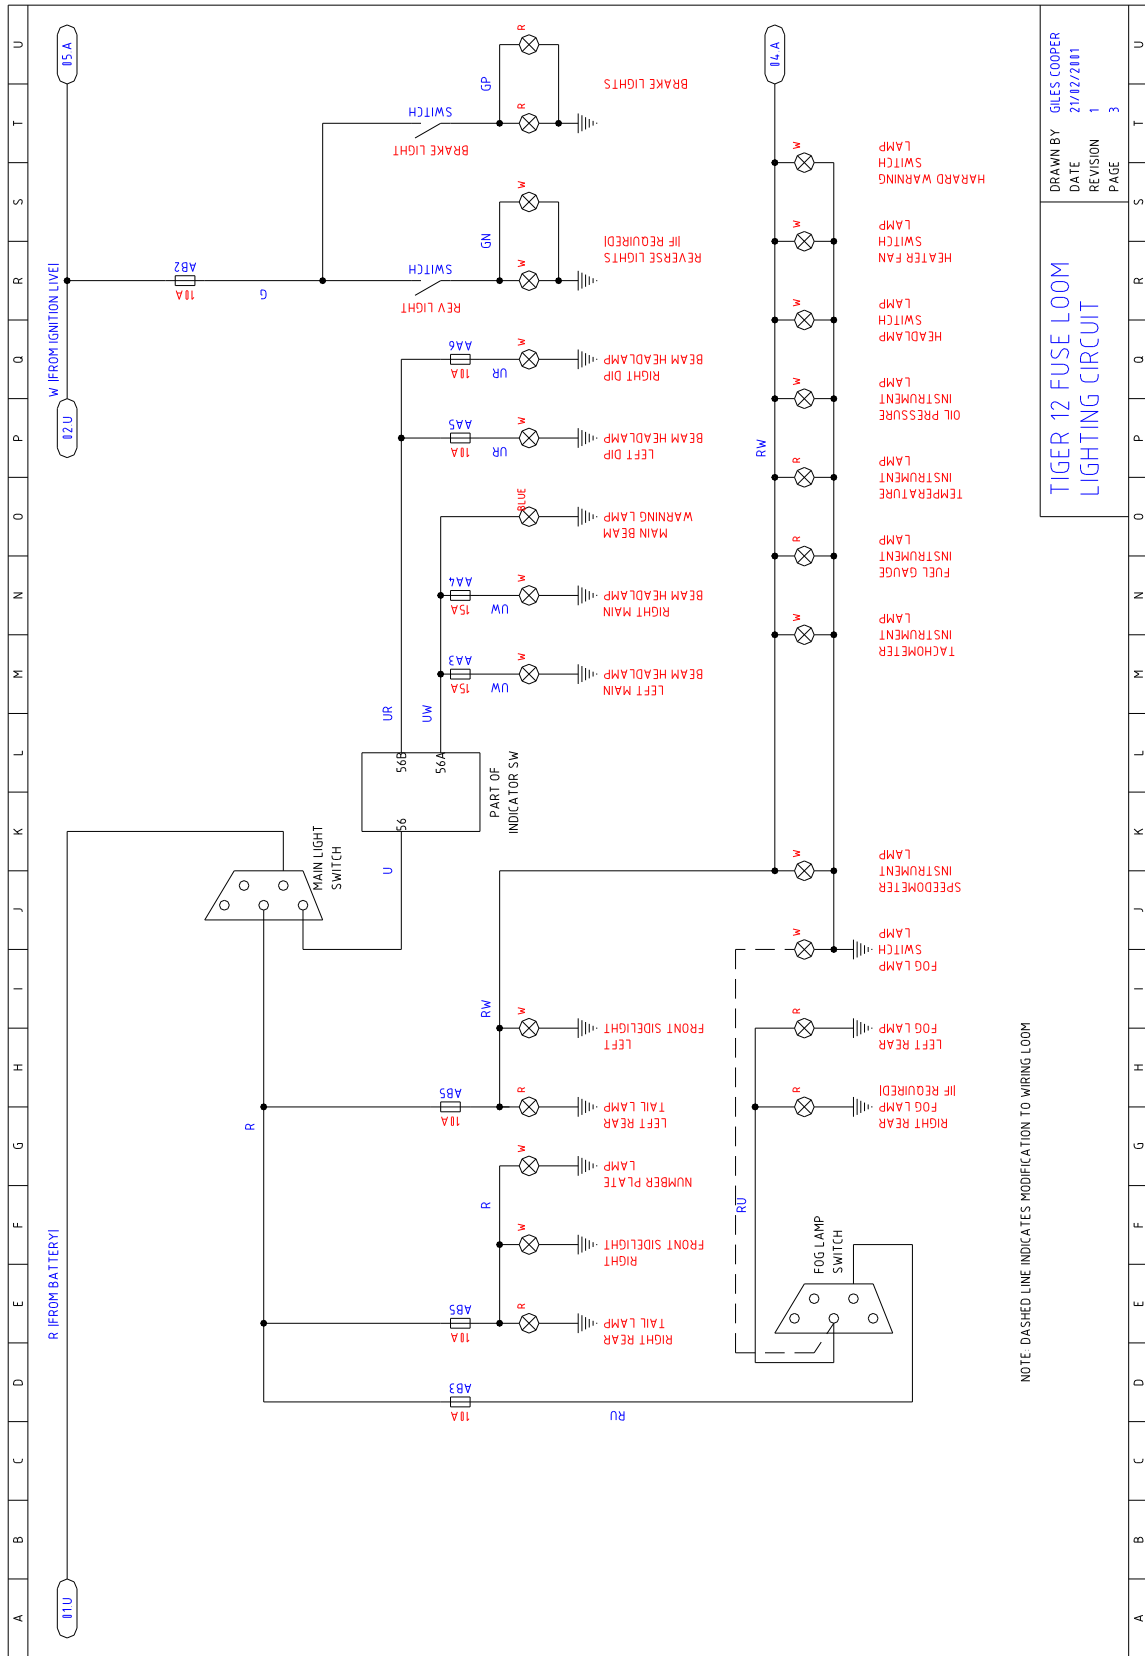 A B C D E F G H I J K L M N O P Q R S T U
01.U
R |FROM BATTERY|
02.U
W |FROM IGNITION LIVE|
05.A
AB2
10A
G
BRAKE LIGHT
SWITCH
GP
R
R
BRAKE LIGHTS
REV LIGHT
SWITCH
GN
W
W
REVERSE LIGHTS
|IF REQUIRED|
MAIN LIGHT
SWITCH
U
56
56B
56A
PART OF
INDICATOR SW
UR
UW
AA3
15A
UW
W
LEFT MAIN
BEAM HEADLAMP
AA4
15A
UW
W
RIGHT MAIN
BEAM HEADLAMP
BLUE
MAIN BEAM
WARNING LAMP
AA5
10A
UR
W
LEFT DIP
BEAM HEADLAMP
AA6
10A
UR
W
RIGHT DIP
BEAM HEADLAMP
R
AB3
10A
RU
AB5
10A
R
RIGHT REAR
TAIL LAMP
R
W
RIGHT
FRONT SIDELIGHT
W
NUMBER PLATE
LAMP
AB5
10A
R
LEFT REAR
TAIL LAMP
RW
W
LEFT
FRONT SIDELIGHT
FOG LAMP
SWITCH
RU
R
RIGHT REAR
FOG LAMP
|IF REQUIRED|
R
LEFT REAR
FOG LAMP
W
FOG LAMP
SWITCH
LAMP
W
SPEEDOMETER
INSTRUMENT
LAMP
W
TACHOMETER
INSTRUMENT
LAMP
R
FUEL GAUGE
INSTRUMENT
LAMP
R
TEMPERATURE
INSTRUMENT
LAMP
RW
W
OIL PRESSURE
INSTRUMENT
LAMP
W
HEADLAMP
SWITCH
LAMP
W
HEATER FAN
SWITCH
LAMP
W
HARARD WARNING
SWITCH
LAMP
04.A
NOTE: DASHED LINE INDICATES MODIFICATION TO WIRING LOOM
TIGER 12 FUSE LOOM
LIGHTING CIRCUIT
DRAWN BY GILES COOPER
DATE 21/02/2001
REVISION 1
PAGE 3
A B C D E F G H I J K L M N O P Q R S T U